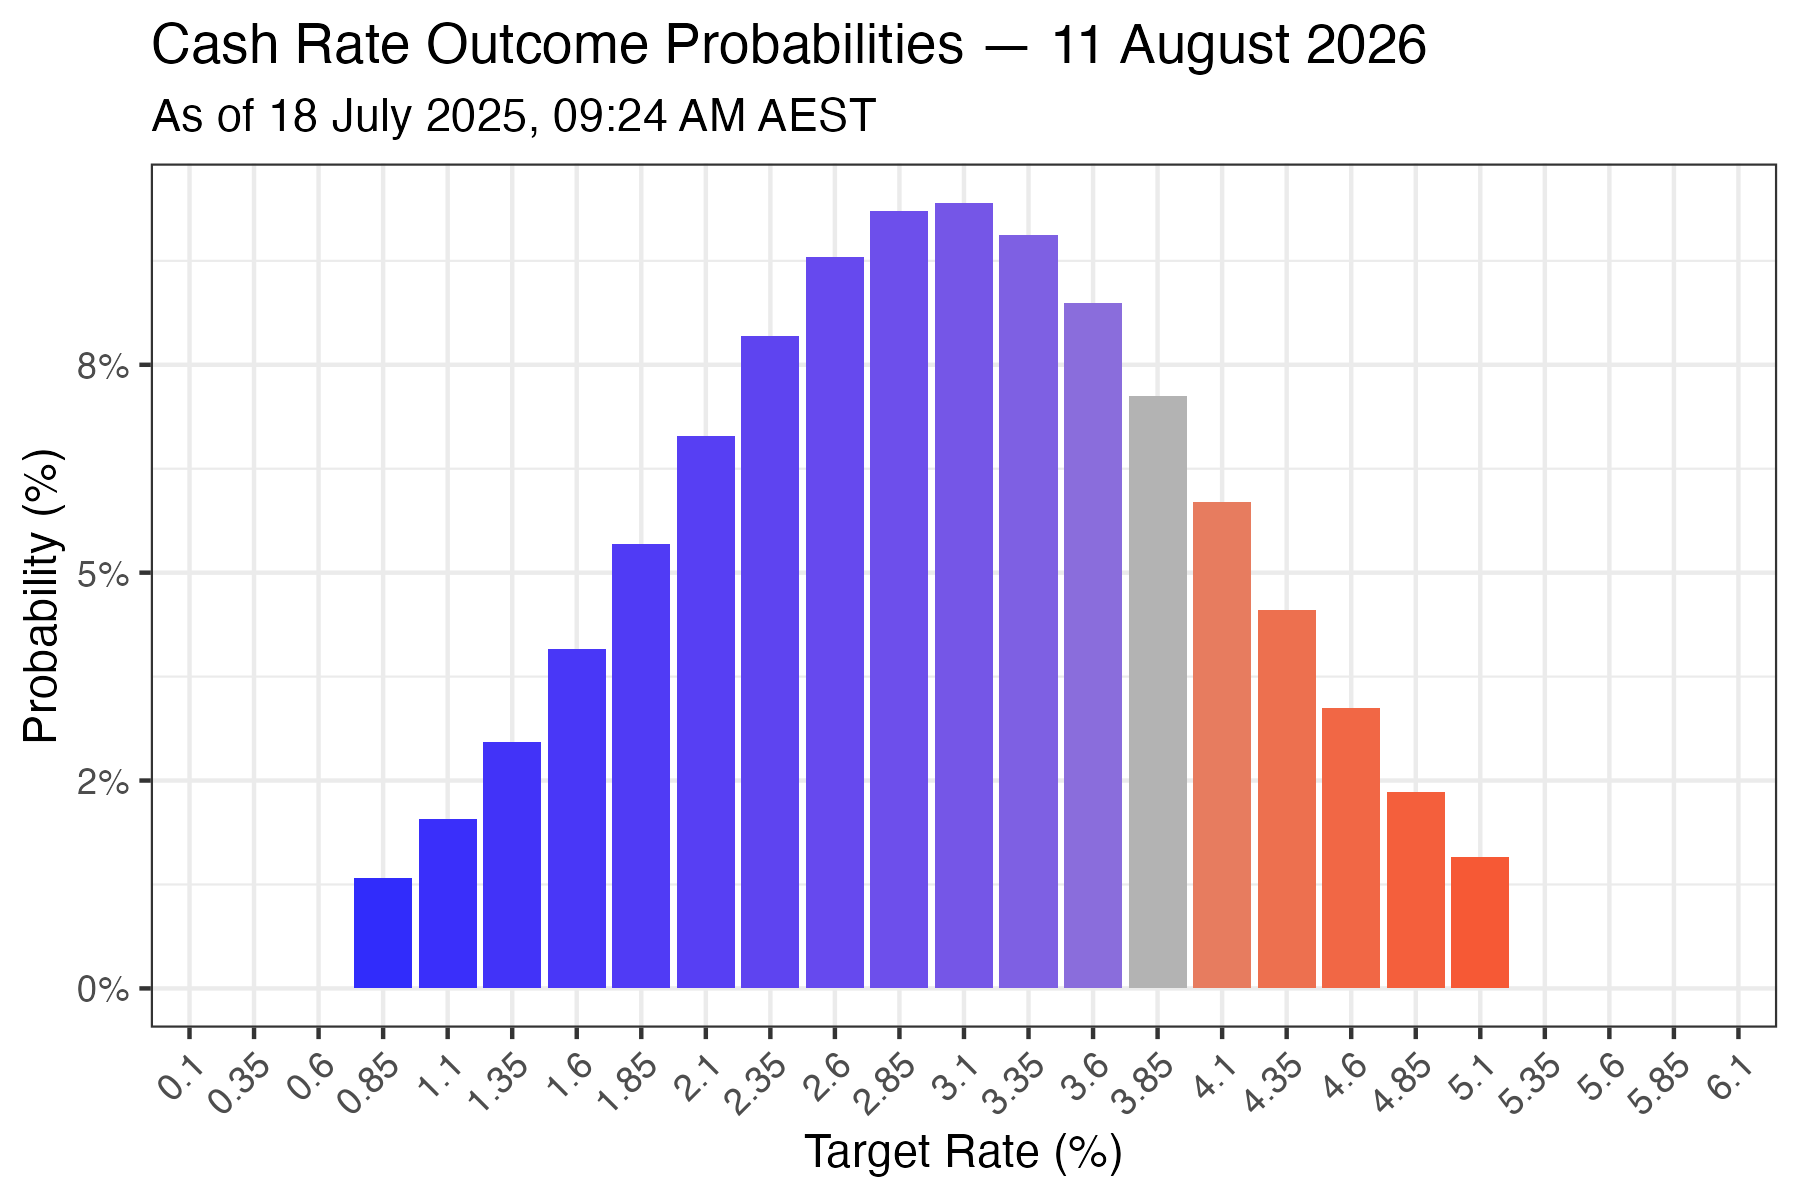 Cash Rate Outcome Probabilities — 11 August 2026
As of 18 July 2025, 09:24 AM AEST
Probability (%)
8%
5%
2%
0%
0.1 0.35 0.6 0.85 1.1 1.35 1.6 1.85 2.1 2.35 2.6 2.85 3.1 3.35 3.6 3.85 4.1 4.35 4.6 4.85 5.1 5.35 5.6 5.85 6.1
Target Rate (%)